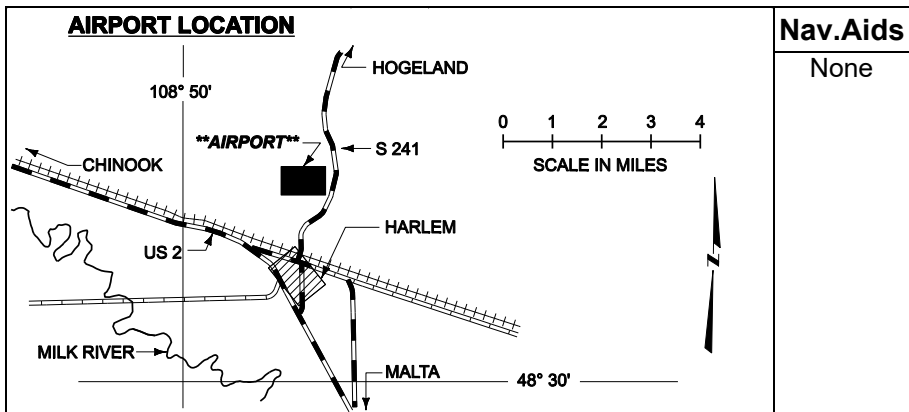 AIRPORT LOCATION
Nav.Aids
None
HOGELAND
108° 50'
0 1 2 3 4
**AIRPORT**
S 241
SCALE IN MILES
CHINOOK
HARLEM
US 2
N
MILK RIVER
MALTA
48° 30'